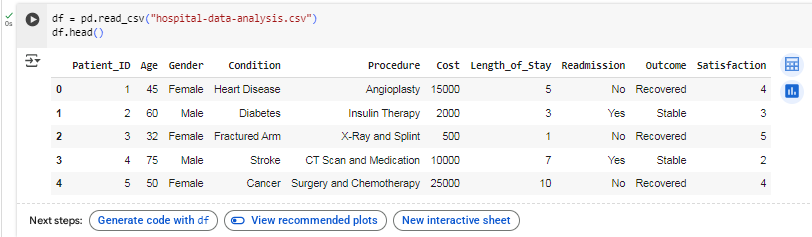 df = pd.read_csv("hospital-data-analysis.csv")
0s
df.head()
Patient_ID Age Gender Condition Procedure Cost Length_of_Stay Readmission Outcome Satisfaction
0 1 45 Female Heart Disease Angioplasty 15000 5 No Recovered 4
1 2 60 Male Diabetes Insulin Therapy 2000 3 Yes Stable 3
2 3 32 Female Fractured Arm X-Ray and Splint 500 1 No Recovered 5
3 4 75 Male Stroke CT Scan and Medication 10000 7 Yes Stable 2
4 5 50 Female Cancer Surgery and Chemotherapy 25000 10 No Recovered 4
Next steps: Generate code with df View recommended plots New interactive sheet